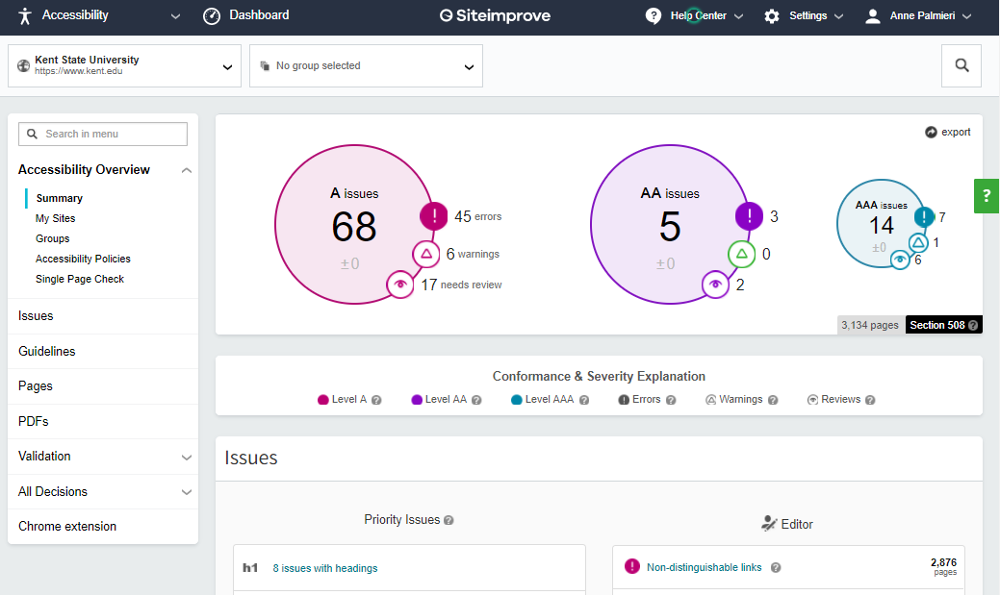 Accessibility
Dashboard
Siteimprove
Help Center
Settings
Anne Palmieri
Kent State University
https://www.kent.edu
No group selected
Search in menu
Accessibility Overview
Summary
My Sites
Groups
Accessibility Policies
Single Page Check
Issues
Guidelines
Pages
PDFs
Validation
All Decisions
Chrome extension
export
A issues
68
±0
45 errors
6 warnings
17 needs review
AA issues
5
±0
3
0
2
AAA issues
14
±0
7
1
6
?
3,134 pages
Section 508 ?
Conformance & Severity Explanation
Level A ? Level AA ? Level AAA ? Errors ? Warnings ? Reviews ?
Issues
Priority Issues ?
h1 8 issues with headings
Editor
Non-distinguishable links ? 2,876
pages